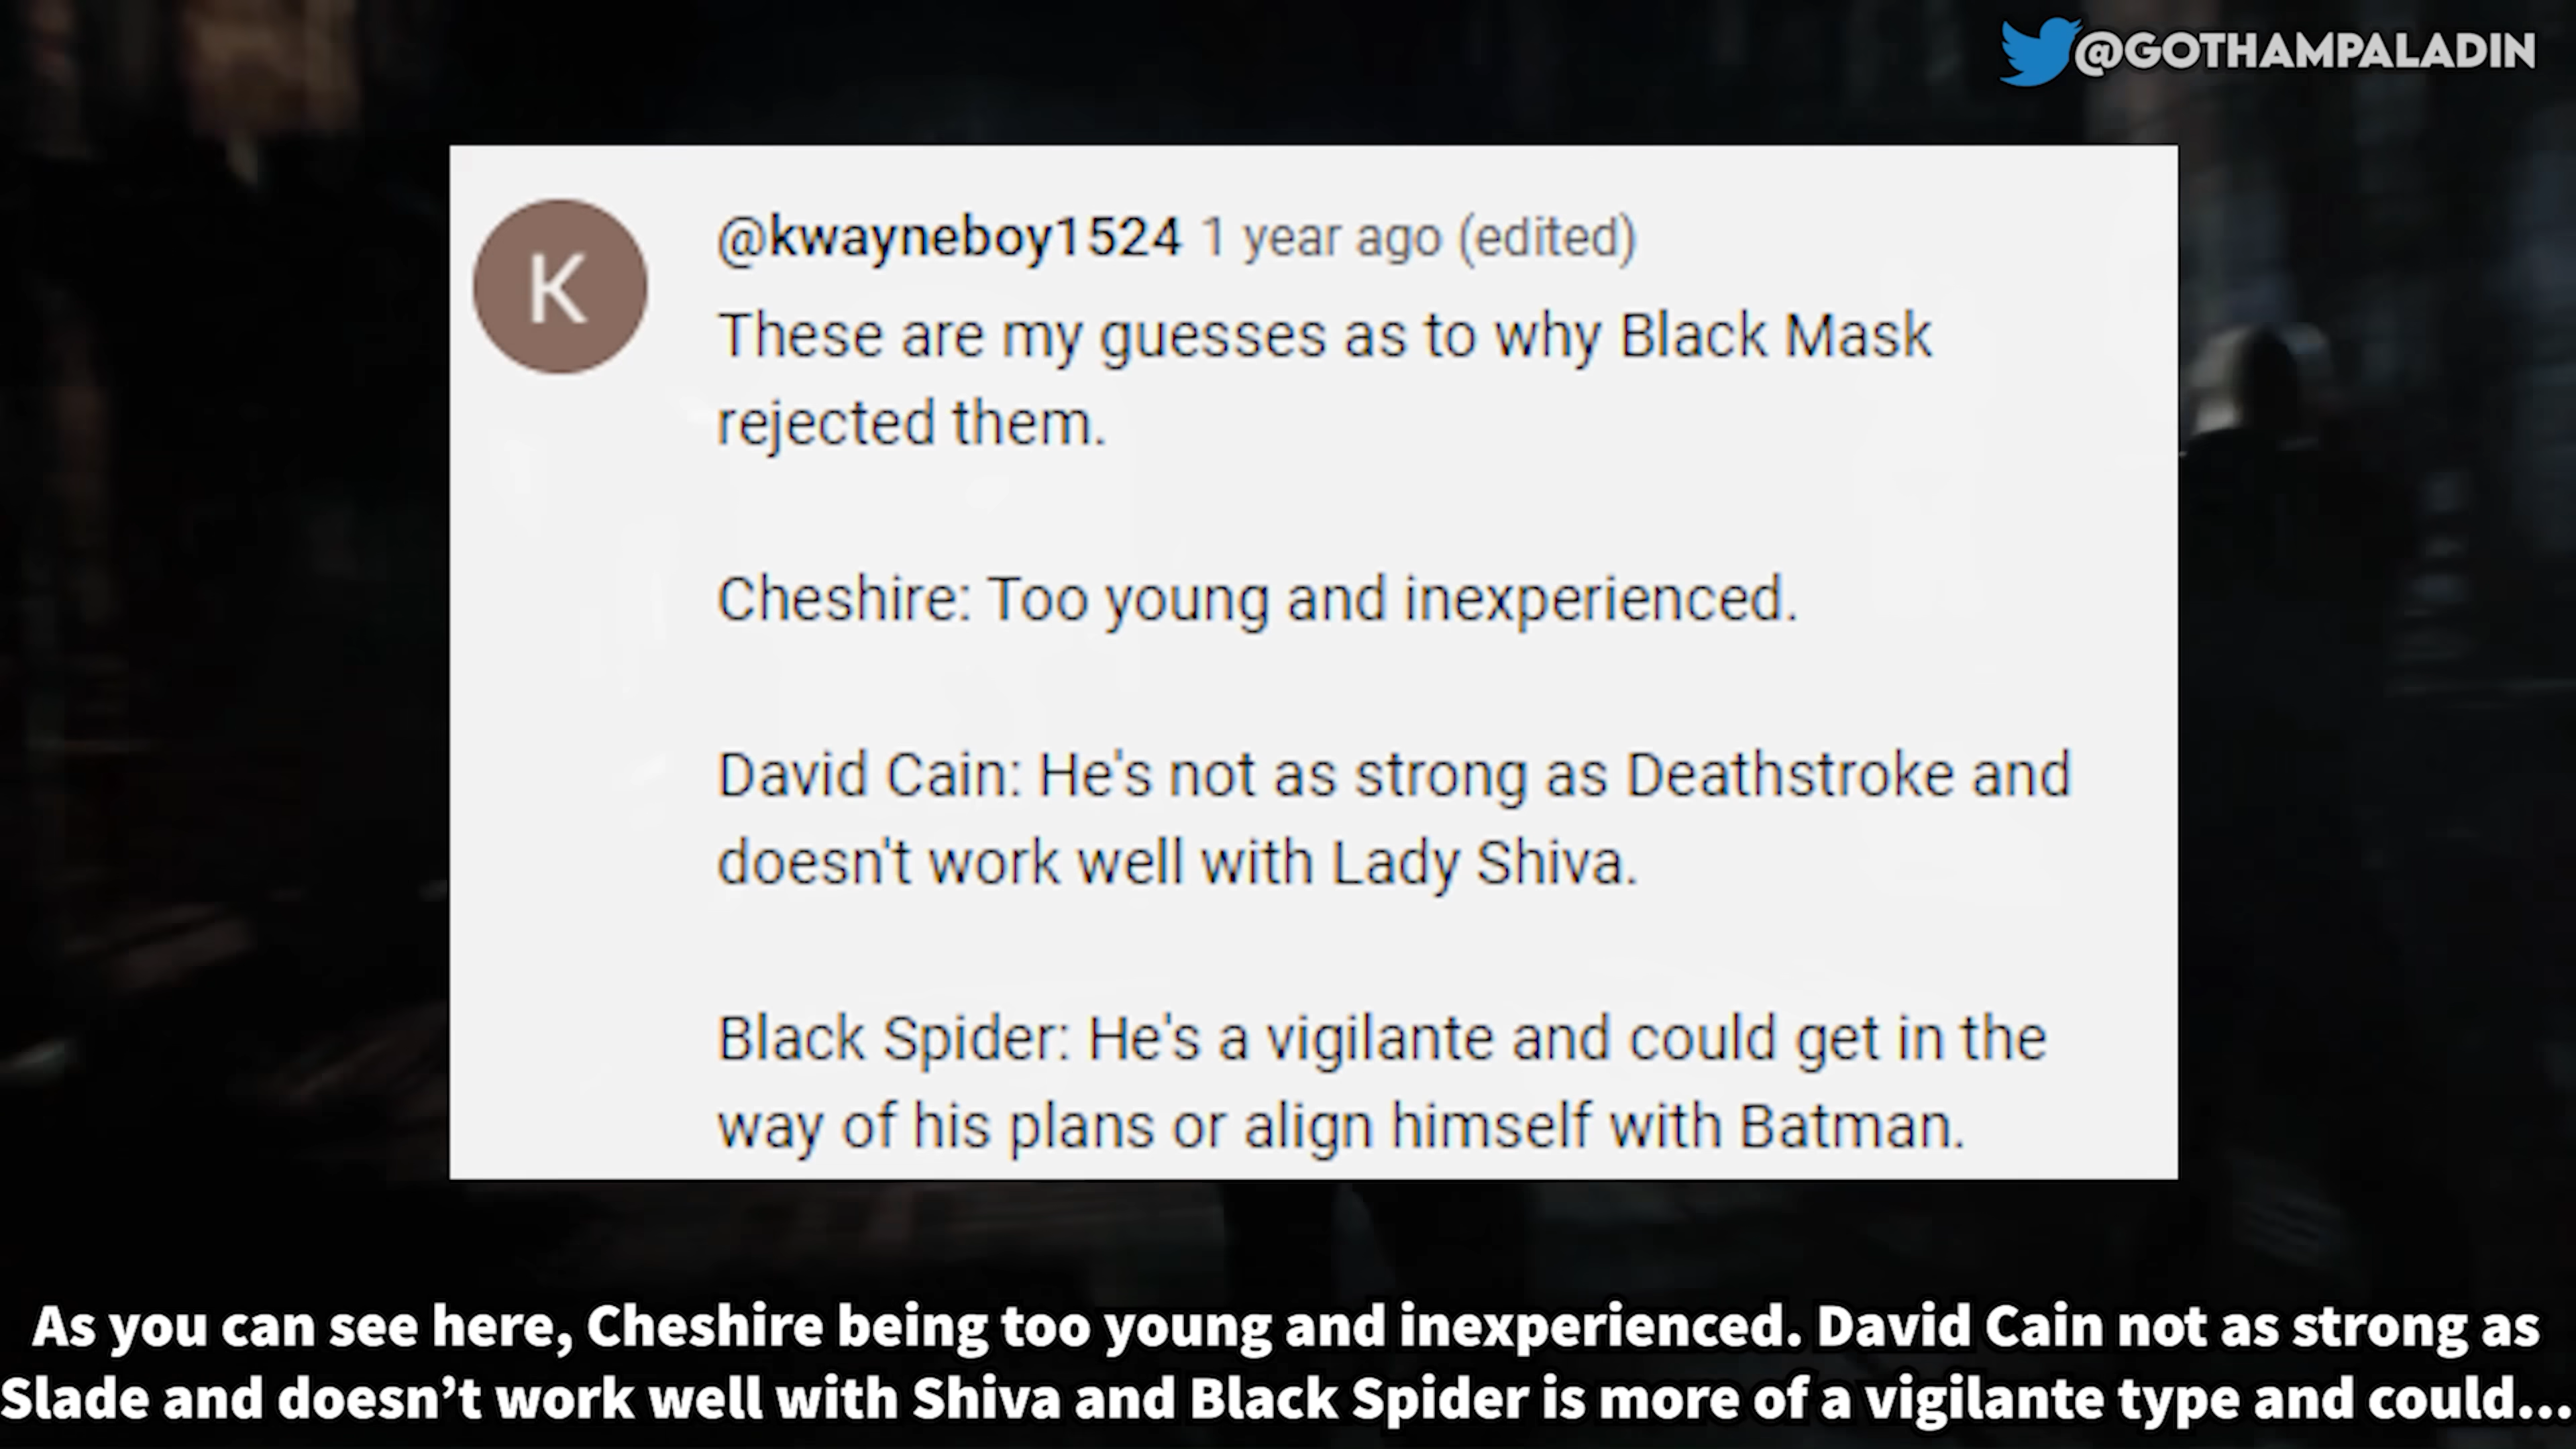 @GOTHAMPALADIN
K
@kwayneboy1524 1 year ago (edited)
These are my guesses as to why Black Mask
rejected them.
Cheshire: Too young and inexperienced.
David Cain: He's not as strong as Deathstroke and
doesn't work well with Lady Shiva.
Black Spider: He's a vigilante and could get in the
way of his plans or align himself with Batman.
As you can see here, Cheshire being too young and inexperienced. David Cain not as strong as
Slade and doesn’t work well with Shiva and Black Spider is more of a vigilante type and could...